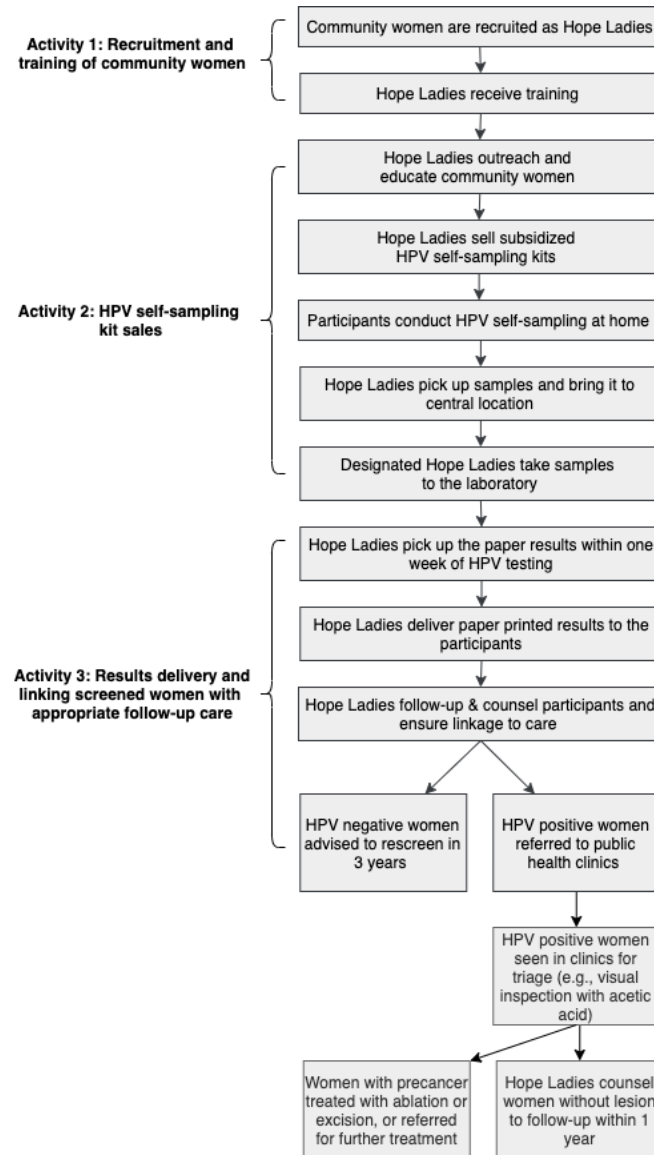 Activity 1: Recruitment and
training of community women
Community women are recruited as Hope Ladies
Hope Ladies receive training
Activity 2: HPV self-sampling
kit sales
Hope Ladies outreach and
educate community women
Hope Ladies sell subsidized
HPV self-sampling kits
Participants conduct HPV self-sampling at home
Hope Ladies pick up samples and bring it to
central location
Designated Hope Ladies take samples
to the laboratory
Activity 3: Results delivery and
linking screened women with
appropriate follow-up care
Hope Ladies pick up the paper results within one
week of HPV testing
Hope Ladies deliver paper printed results to the
participants
Hope Ladies follow-up & counsel participants and
ensure linkage to care
HPV negative women
advised to rescreen in
3 years
HPV positive women
referred to public
health clinics
HPV positive women
seen in clinics for
triage (e.g., visual
inspection with acetic
acid)
Women with precancer
treated with ablation or
excision, or referred
for further treatment
Hope Ladies counsel
women without lesion
to follow-up within 1
year